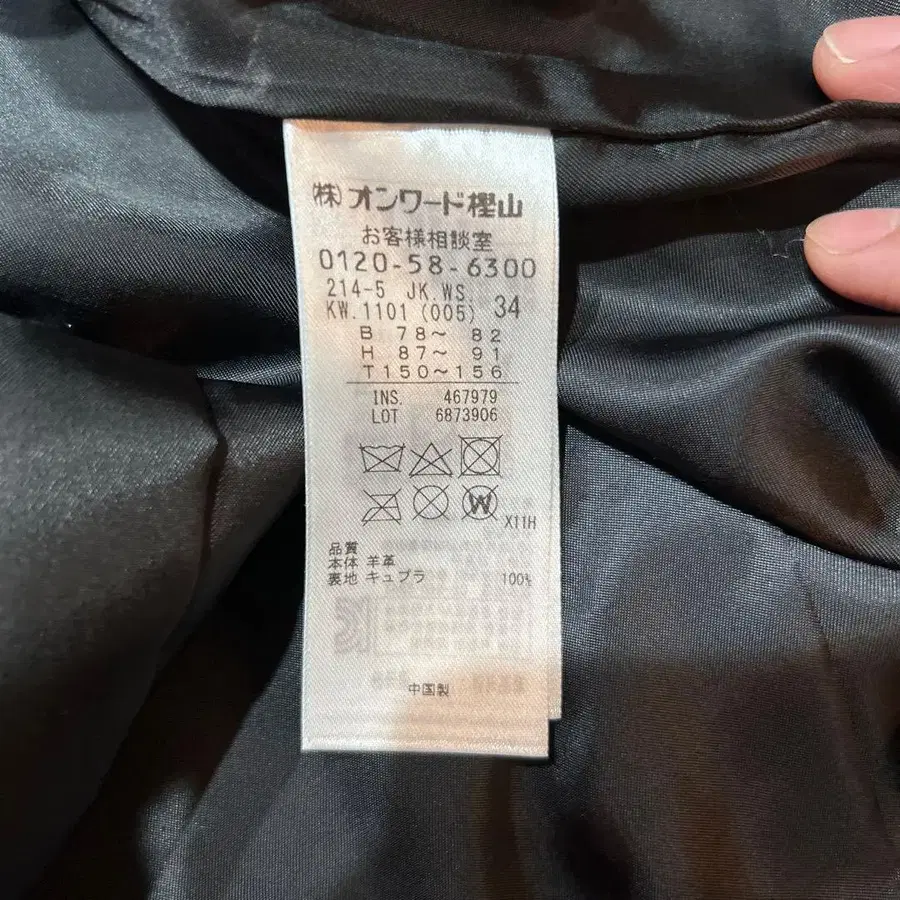 (株)オンワード樫山
お客様相談室
0120-58-6300
214-5 JK.WS.
KW.1101 (005) 34
B 78～ 82
H 87～ 91
T150～156
INS. 467979
LOT 6873906
W
X11H
品質
本体 羊革
裏地 キュプラ 100%
中国製